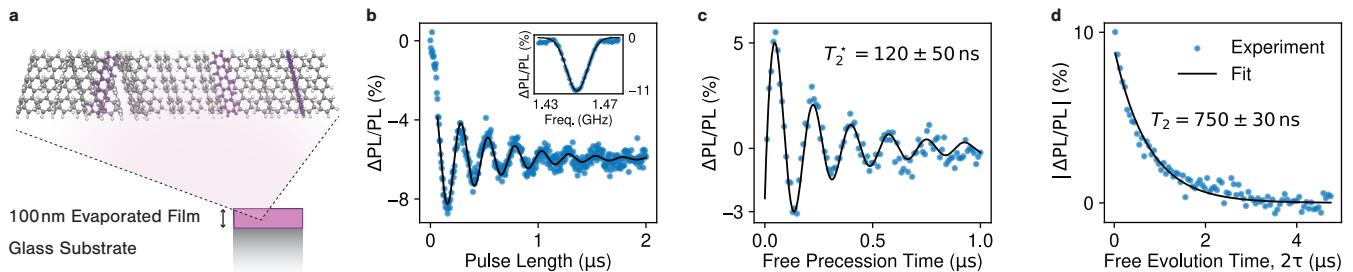 a
100 nm Evaporated Film
Glass Substrate
b
0
−4
−6
−8
ΔPL/PL (%)
0
1
2
Pulse Length (µs)
ΔPL/PL (%)
0
−11
1.43
1.47
Freq. (GHz)
c
5
0
−3
ΔPL/PL (%)
T₂* = 120 ± 50 ns
0.0
0.5
1.0
Free Precession Time (µs)
d
10
0
|ΔPL/PL| (%)
Experiment
Fit
T₂ = 750 ± 30 ns
0
2
4
Free Evolution Time, 2τ (µs)